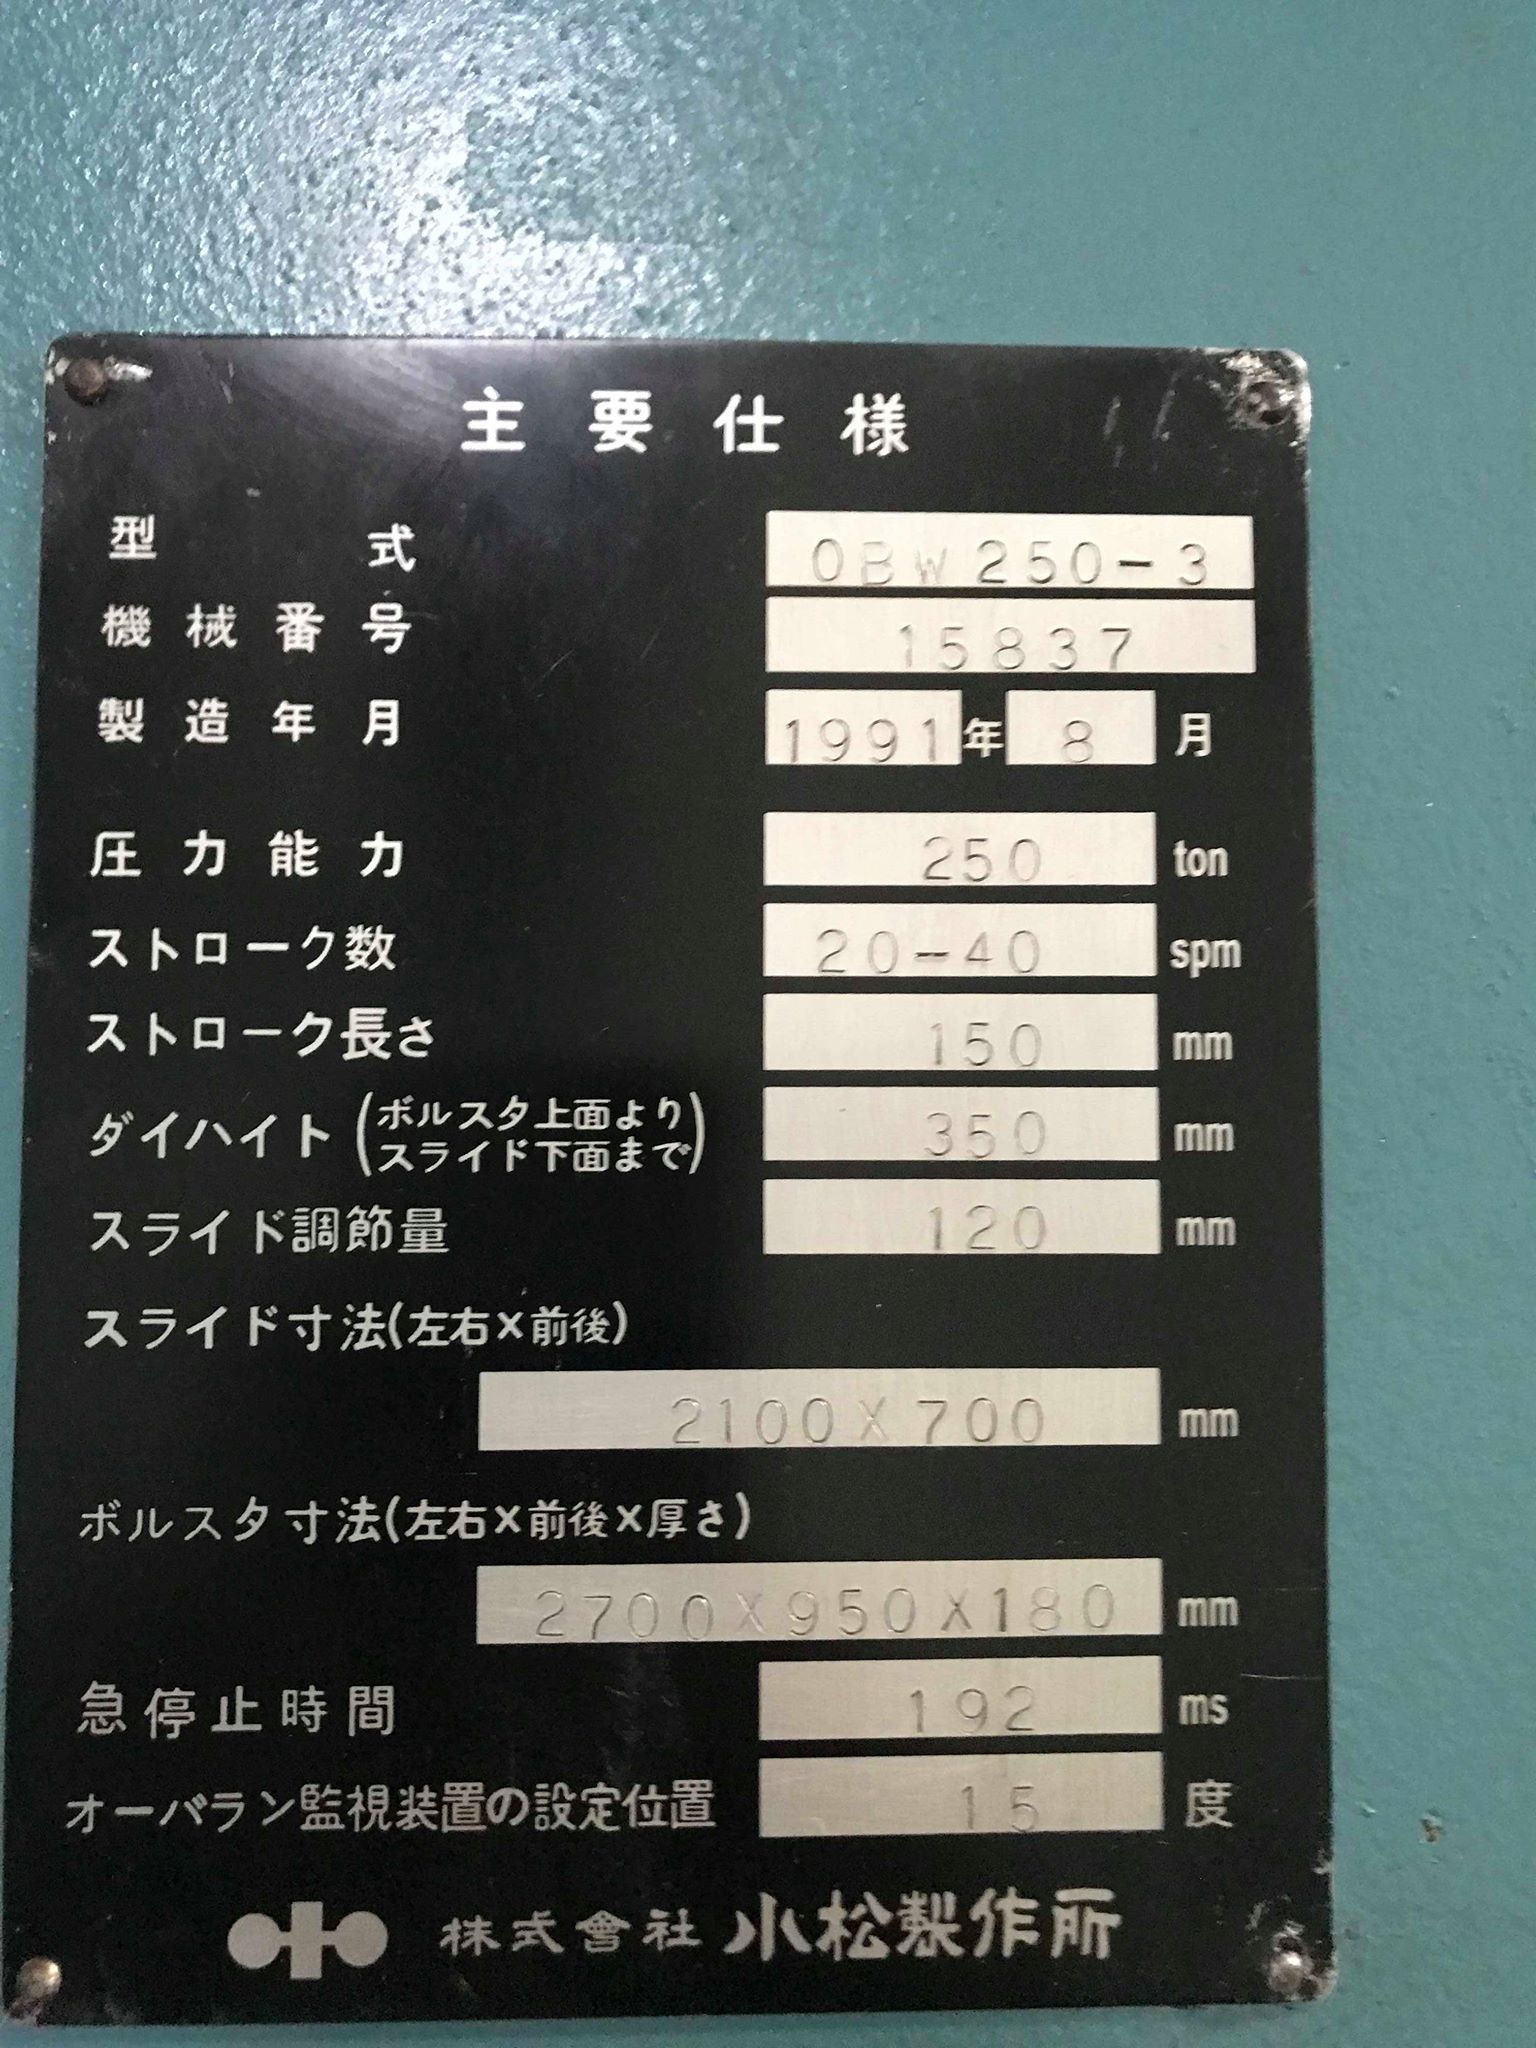 主要仕様
型式 OBW250-3
機械番号 15837
製造年月 1991年8月
圧力能力 250 ton
ストローク数 20-40 spm
ストローク長さ 150 mm
ダイハイト(ボルスタ上面より 350 mm
スライド下面まで)
スライド調節量 120 mm
スライド寸法(左右×前後)
2100X700 mm
ボルスタ寸法(左右×前後×厚さ)
2700X950X180 mm
急停止時間 192 ms
オーバラン監視装置の設定位置 15 度
株式會社 小松製作所